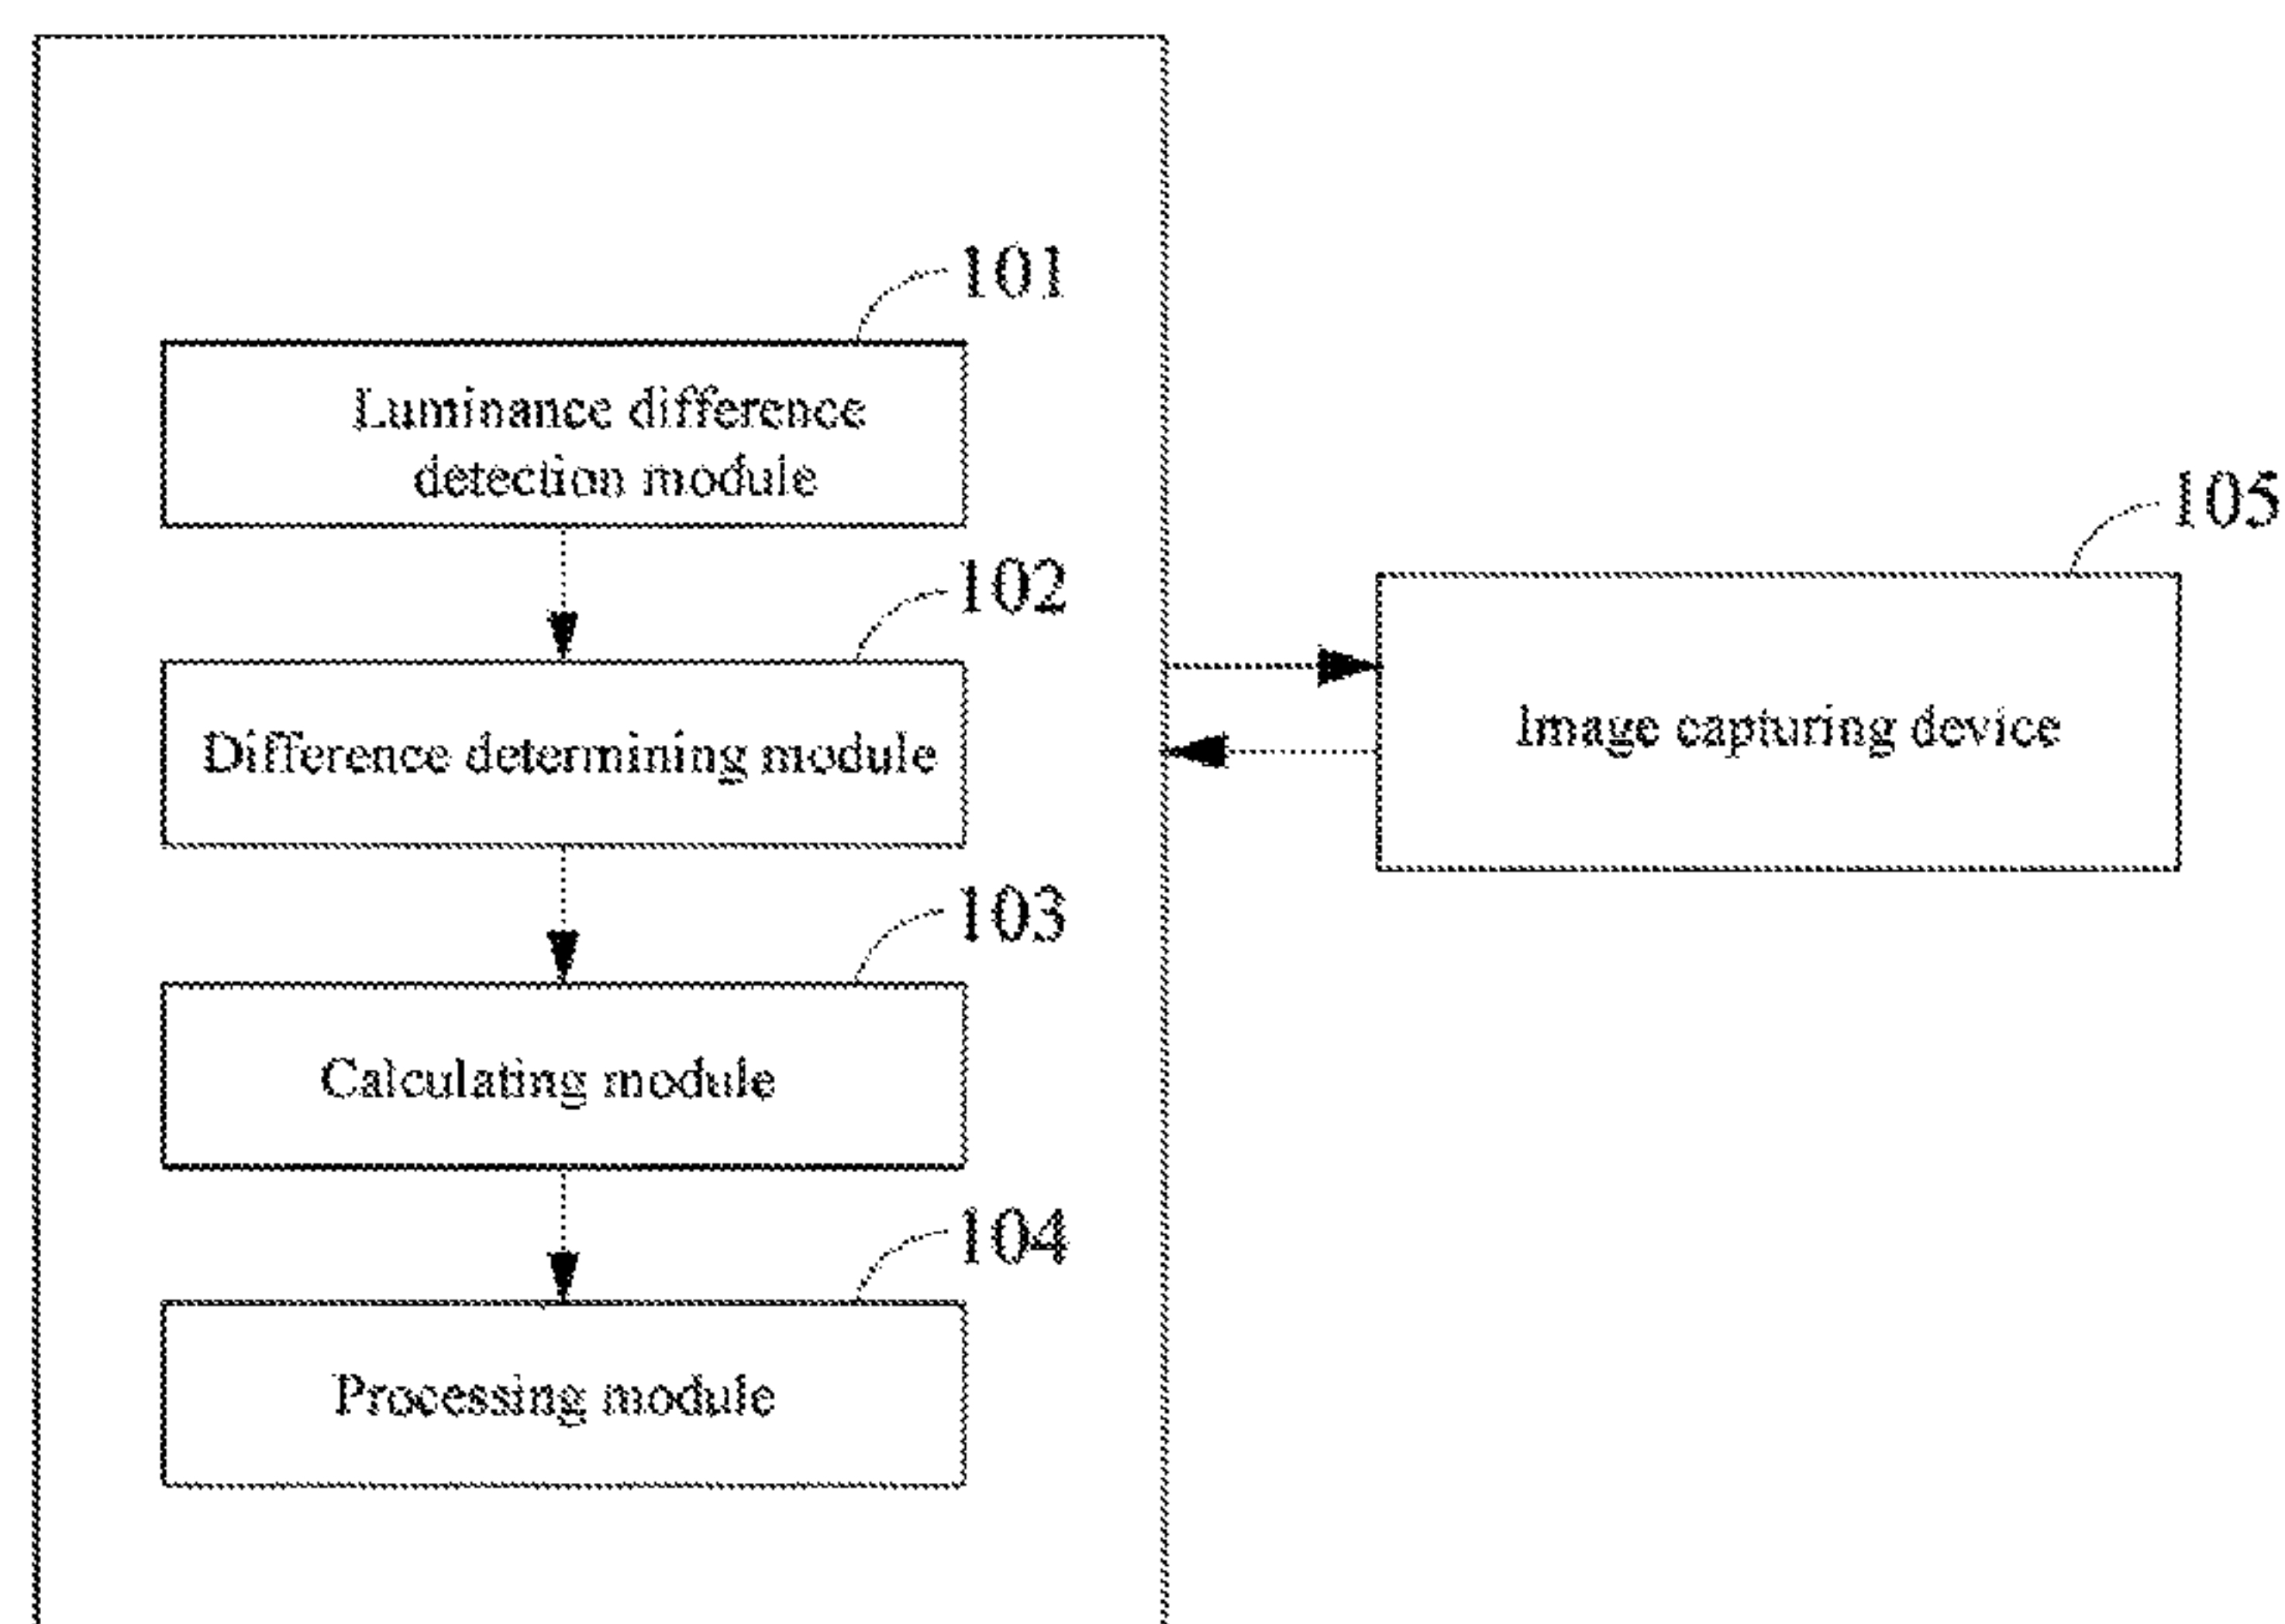 101
Luminance difference
detection module
102
Difference determining module
103
Calculating module
104
Processing module
105
Image capturing device